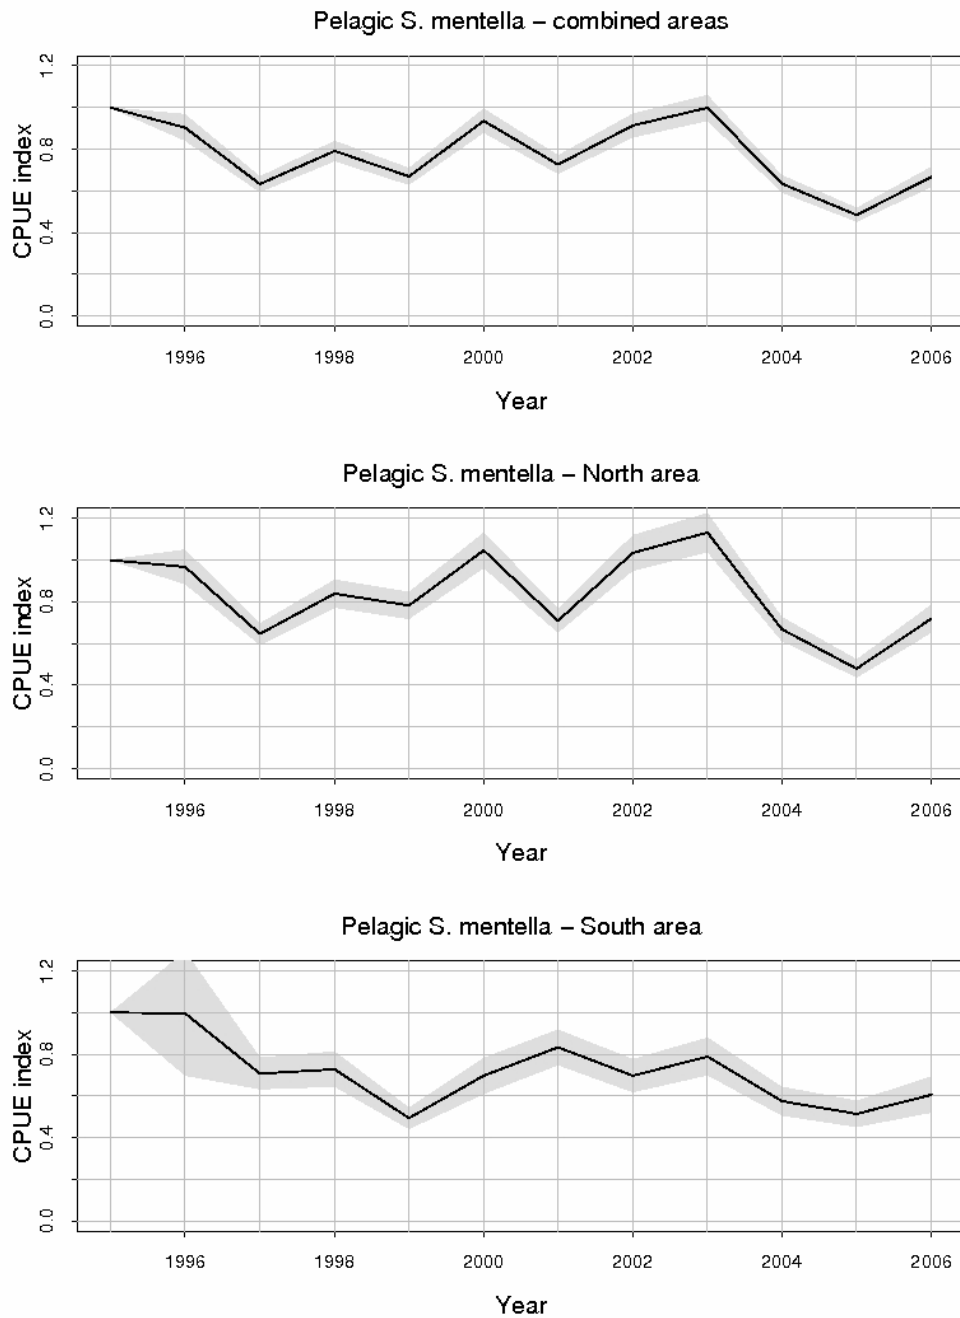 Pelagic S. mentella – combined areas
CPUE index
1.2
0.8
0.4
0.0
1996 1998 2000 2002 2004 2006
Year
Pelagic S. mentella – North area
CPUE index
1.2
0.8
0.4
0.0
1996 1998 2000 2002 2004 2006
Year
Pelagic S. mentella – South area
CPUE index
1.2
0.8
0.4
0.0
1996 1998 2000 2002 2004 2006
Year